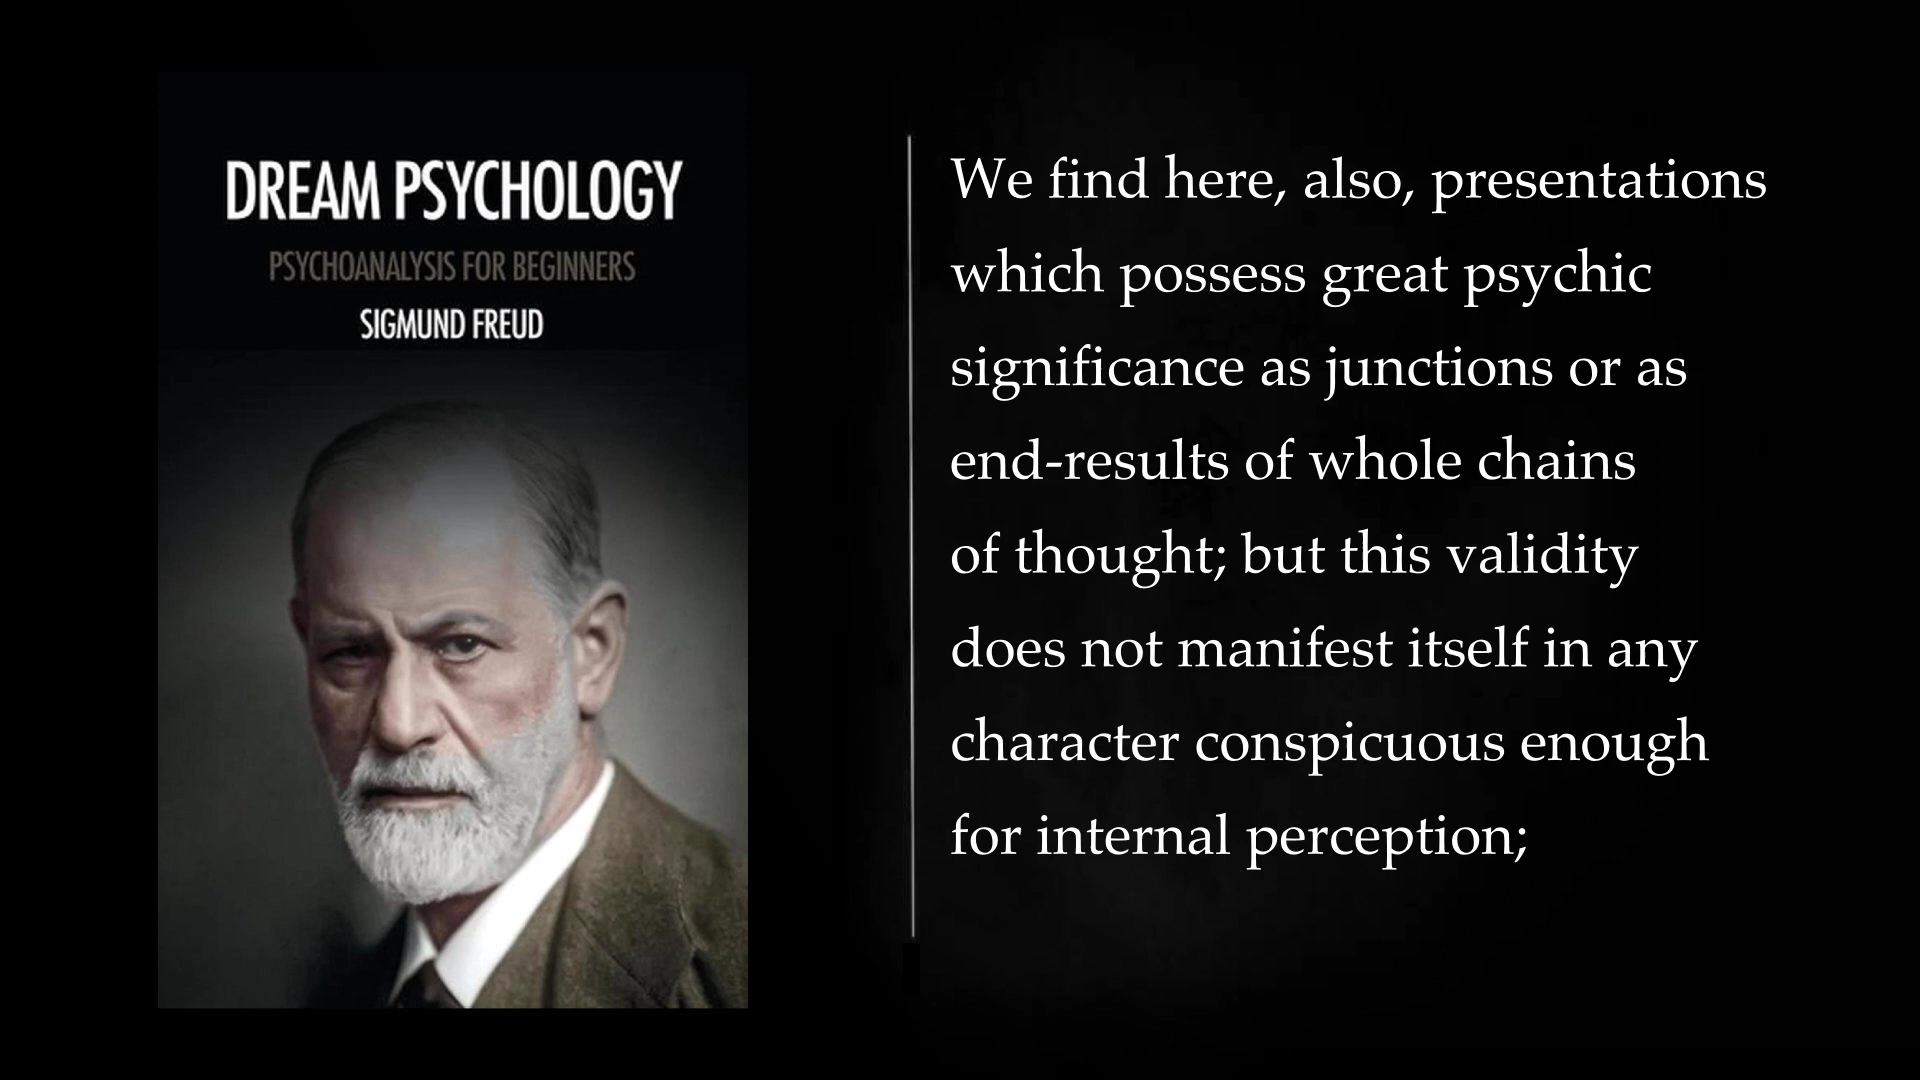 DREAM PSYCHOLOGY
PSYCHOANALYSIS FOR BEGINNERS
SIGMUND FREUD
We find here, also, presentations
which possess great psychic
significance as junctions or as
end-results of whole chains
of thought; but this validity
does not manifest itself in any
character conspicuous enough
for internal perception;